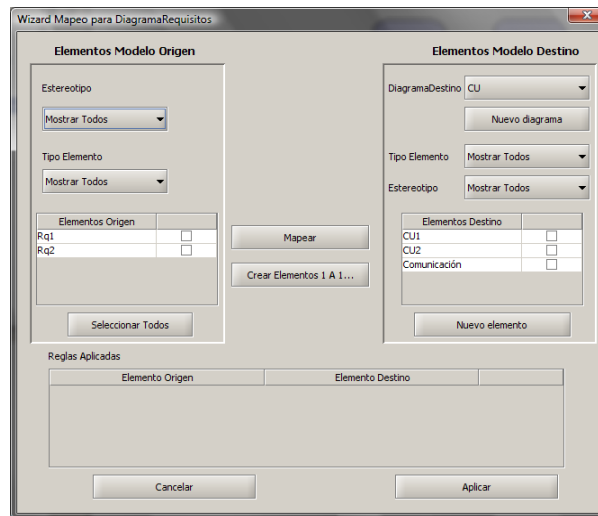 Wizard Mapeo para DiagramaRequisitos
Elementos Modelo Origen
Estereotipo
Mostrar Todos
Tipo Elemento
Mostrar Todos
Elementos Origen
Rq1
Rq2
Seleccionar Todos
Mapear
Crear Elementos 1 A 1...
Elementos Modelo Destino
DiagramaDestino CU
Nuevo diagrama
Tipo Elemento Mostrar Todos
Estereotipo Mostrar Todos
Elementos Destino
CU1
CU2
Comunicación
Nuevo elemento
Reglas Aplicadas
Elemento Origen Elemento Destino
Cancelar Aplicar